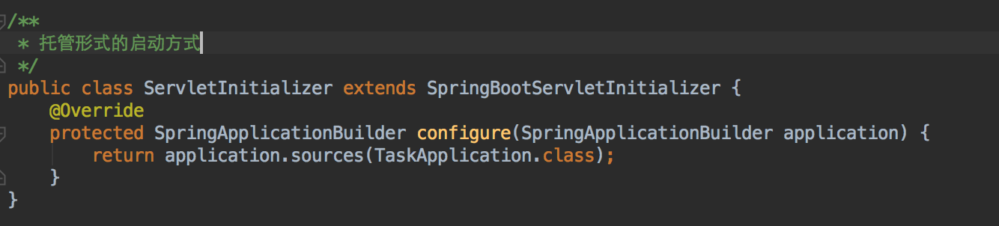 /**
 * 托管形式的启动方式
 */
public class ServletInitializer extends SpringBootServletInitializer {
    @Override
    protected SpringApplicationBuilder configure(SpringApplicationBuilder application) {
        return application.sources(TaskApplication.class);
    }
}